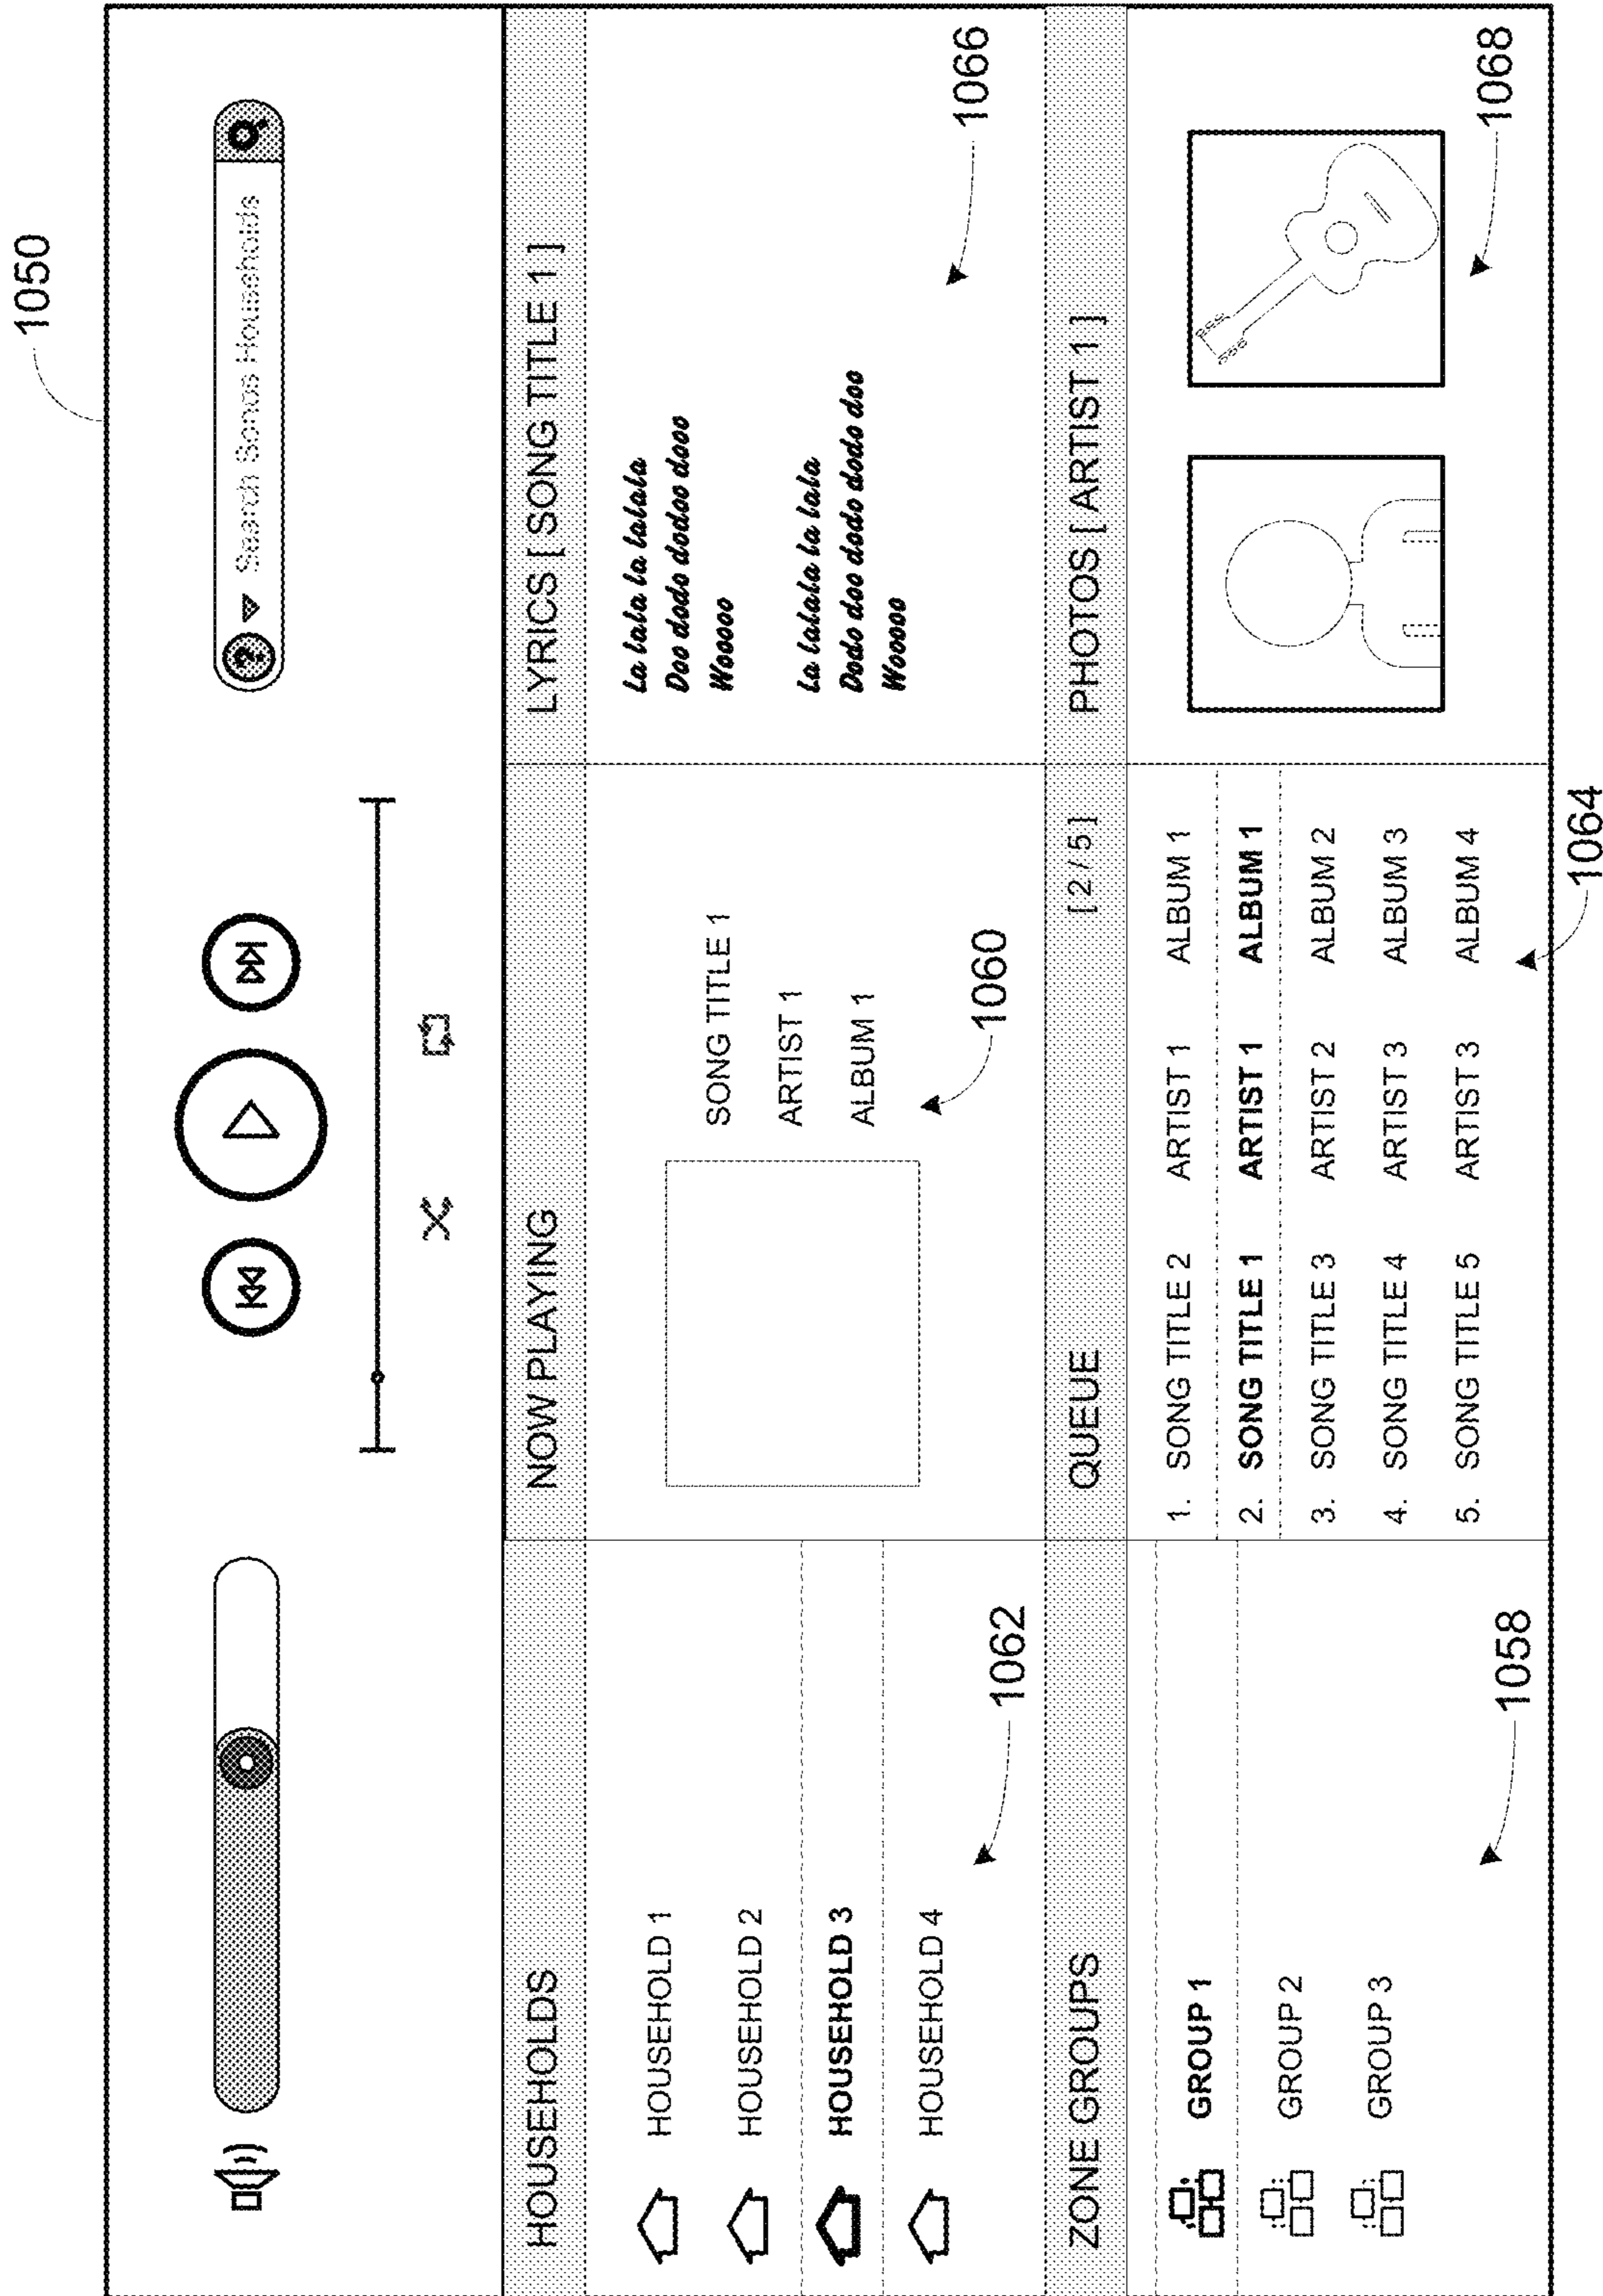 1050
? Search Sonos Households
HOUSEHOLDS
HOUSEHOLD 1
HOUSEHOLD 2
HOUSEHOLD 3
HOUSEHOLD 4
1062
NOW PLAYING
SONG TITLE 1
ARTIST 1
ALBUM 1
1060
LYRICS [ SONG TITLE 1 ]
La lala la lalala
Doo dodo dodoo dooo
Wooooo
La lalala la lala
Dodo doo dodo dodo doo
Wooooo
1066
ZONE GROUPS
GROUP 1
GROUP 2
GROUP 3
1058
QUEUE [ 2 / 5 ]
1. SONG TITLE 2 ARTIST 1 ALBUM 1
2. SONG TITLE 1 ARTIST 1 ALBUM 1
3. SONG TITLE 3 ARTIST 2 ALBUM 2
4. SONG TITLE 4 ARTIST 3 ALBUM 3
5. SONG TITLE 5 ARTIST 3 ALBUM 4
1064
PHOTOS [ ARTIST 1 ]
1068